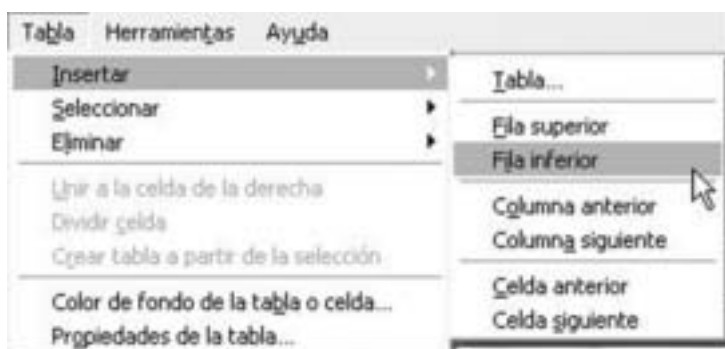 Tabla Herramientas Ayuda
Insertar
Seleccionar
Eliminar
Unir a la celda de la derecha
Dividir celda
Crear tabla a partir de la selección
Color de fondo de la tabla o celda...
Propiedades de la tabla...
Tabla...
Fila superior
Fila inferior
Columna anterior
Columna siguiente
Celda anterior
Celda siguiente